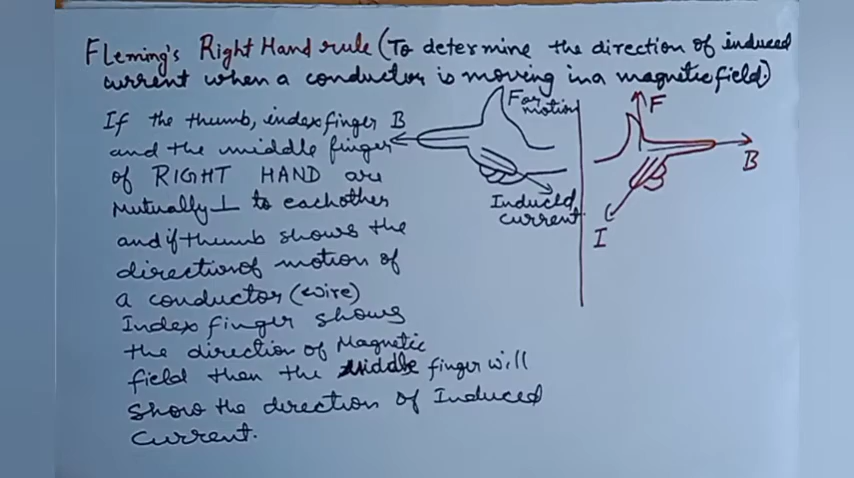 Fleming's Right Hand rule (To determine the direction of induced
current when a conductor is moving in a magnetic field.)
If the thumb, index finger
and the middle finger
of RIGHT HAND are
Mutually ⊥ to eachother
and if thumb shows the
direction of motion of
a conductor (wire)
Index finger shows
the direction of Magnetic
field then the middle finger will
show the direction of Induced
current.
B
F or
motion
Induced
current.
F
B
I